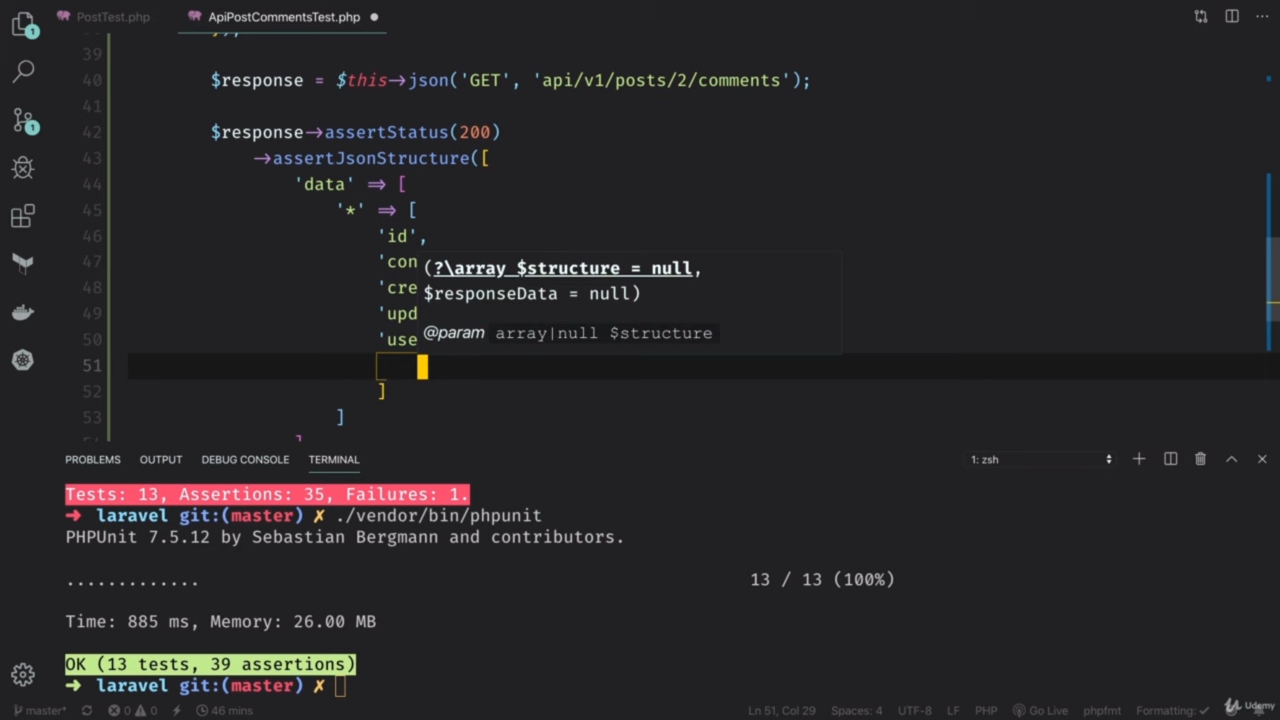 PostTest.php
ApiPostCommentsTest.php
39
40 $response = $this->json('GET', 'api/v1/posts/2/comments');
41
42 $response->assertStatus(200)
43 ->assertJsonStructure([
44 'data' => [
45 '*' => [
46 'id',
47 'con
48 'cre
49 'upd
50 'use
51
52 ]
53 ]
]
(?\array $structure = null,
$responseData = null)
@param array|null $structure
1
1
PROBLEMS OUTPUT DEBUG CONSOLE TERMINAL 1: zsh
Tests: 13, Assertions: 35, Failures: 1.
➜ laravel git:(master) ✗ ./vendor/bin/phpunit
PHPUnit 7.5.12 by Sebastian Bergmann and contributors.
............. 13 / 13 (100%)
Time: 885 ms, Memory: 26.00 MB
OK (13 tests, 39 assertions)
➜ laravel git:(master) ✗
master* 0 0 46 mins Ln 51, Col 29 Spaces: 4 UTF-8 LF PHP Go Live phpfmt Formatting: ✓
Udemy